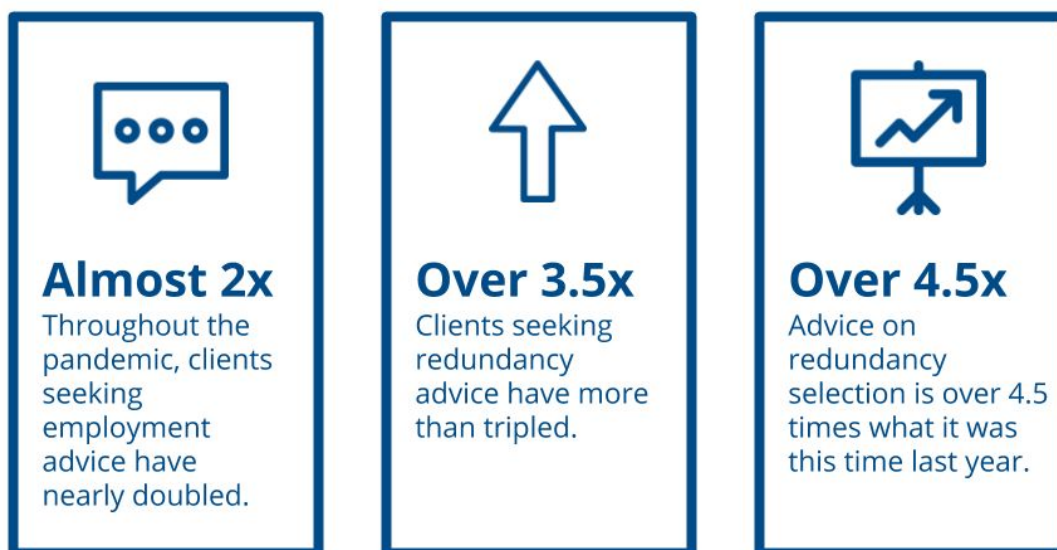 Almost 2x
Throughout the
pandemic, clients
seeking
employment
advice have
nearly doubled.
Over 3.5x
Clients seeking
redundancy
advice have more
than tripled.
Over 4.5x
Advice on
redundancy
selection is over 4.5
times what it was
this time last year.